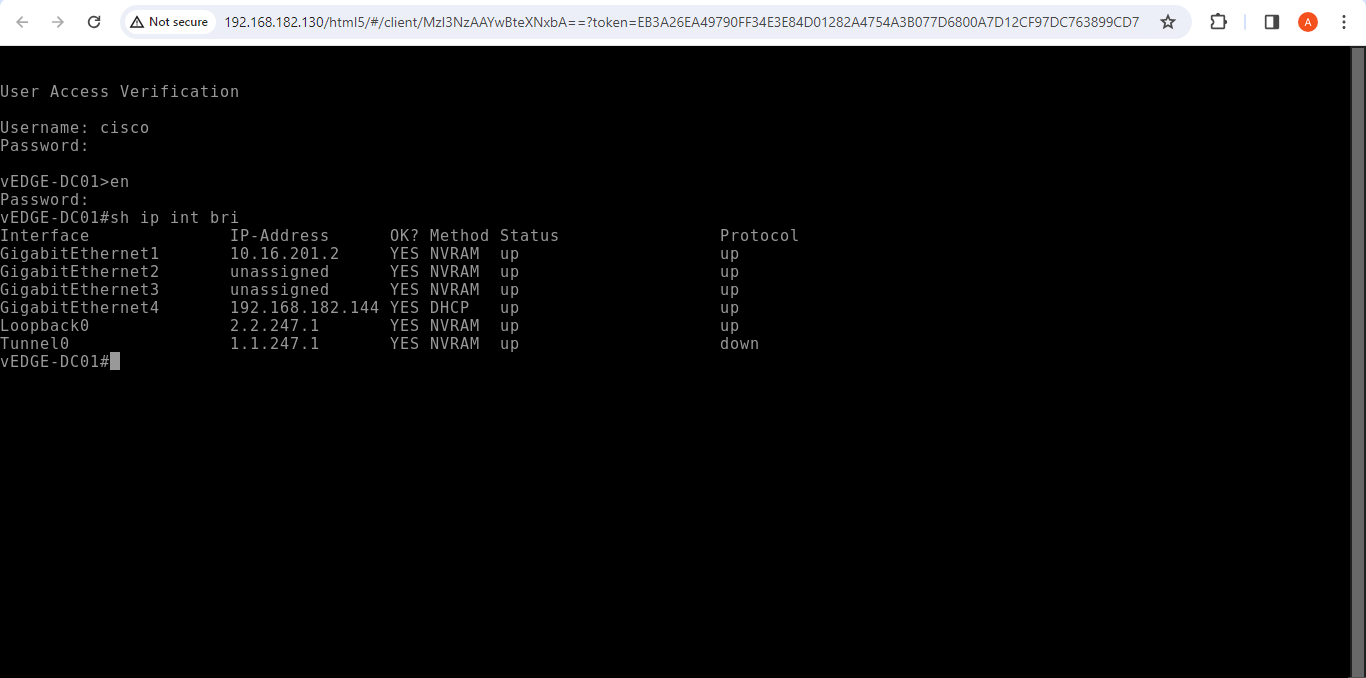 Not secure 192.168.182.130/html5/#/client/MzI3NzAAYwBteXNxbA==?token=EB3A26EA49790FF34E3E84D01282A4754A3B077D6800A7D12CF97DC763899CD7 A
User Access Verification
Username: cisco
Password:
vEDGE-DC01>en
Password:
vEDGE-DC01#sh ip int bri
Interface IP-Address OK? Method Status Protocol
GigabitEthernet1 10.16.201.2 YES NVRAM up up
GigabitEthernet2 unassigned YES NVRAM up up
GigabitEthernet3 unassigned YES NVRAM up up
GigabitEthernet4 192.168.182.144 YES DHCP up up
Loopback0 2.2.247.1 YES NVRAM up up
Tunnel0 1.1.247.1 YES NVRAM up down
vEDGE-DC01#